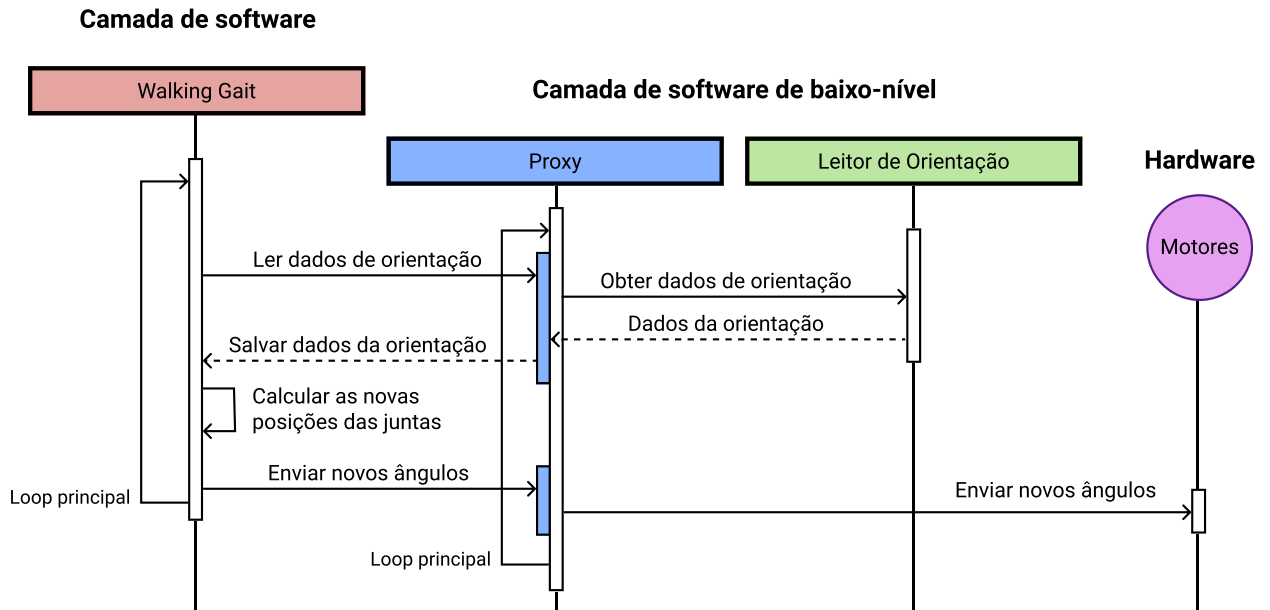 Camada de software
Walking Gait
Camada de software de baixo-nível
Proxy
Leitor de Orientação
Hardware
Motores
Ler dados de orientação
Obter dados de orientação
Dados da orientação
Salvar dados da orientação
Calcular as novas
posições das juntas
Enviar novos ângulos
Loop principal
Enviar novos ângulos
Loop principal